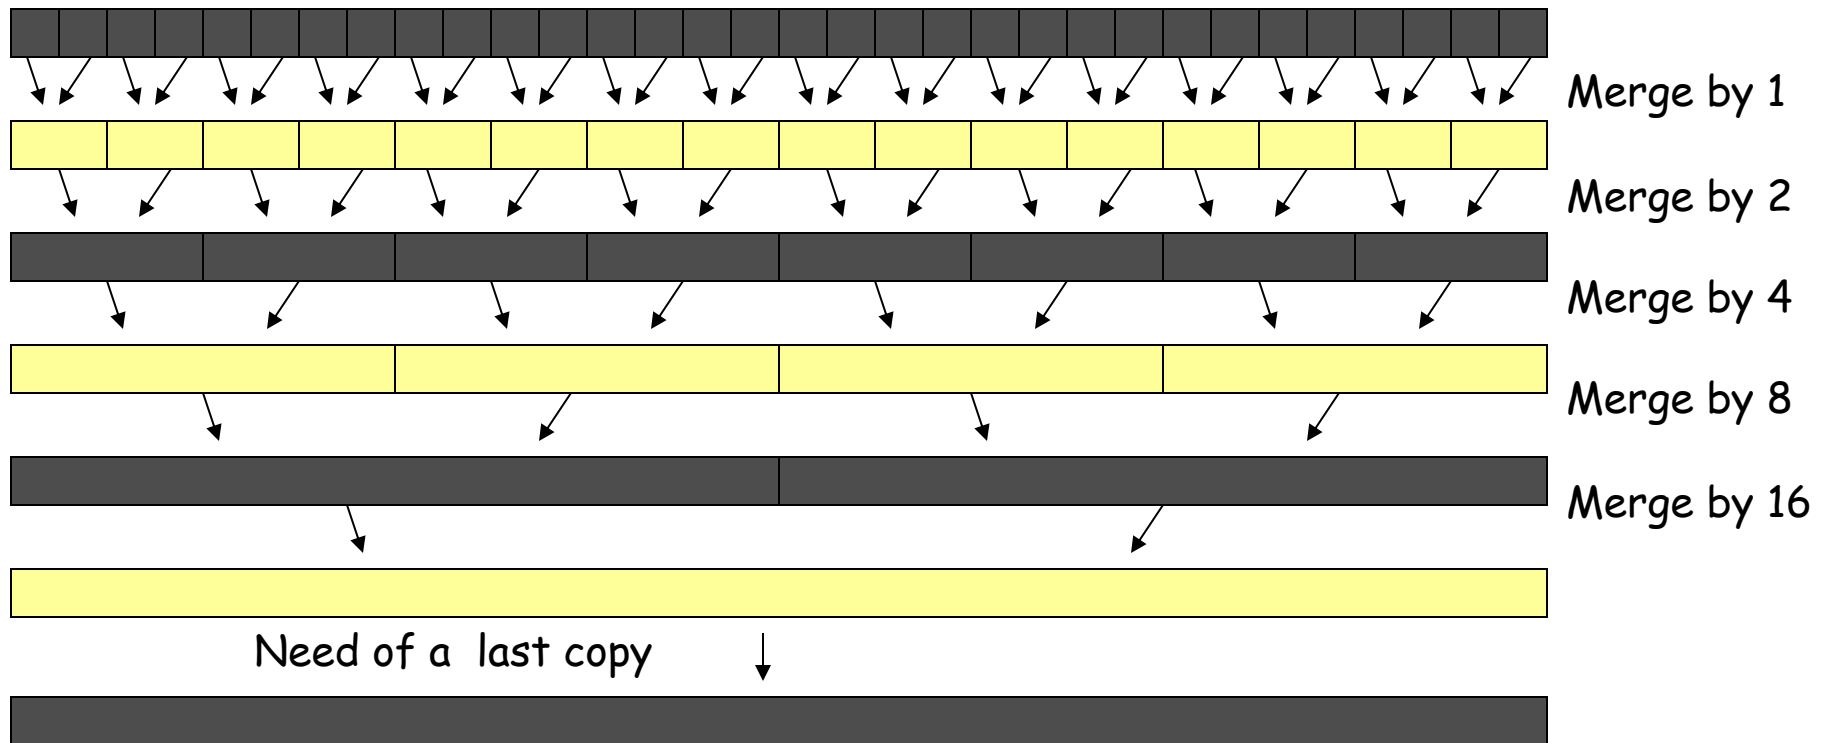 Merge by 1
Merge by 2
Merge by 4
Merge by 8
Merge by 16
Need of a last copy